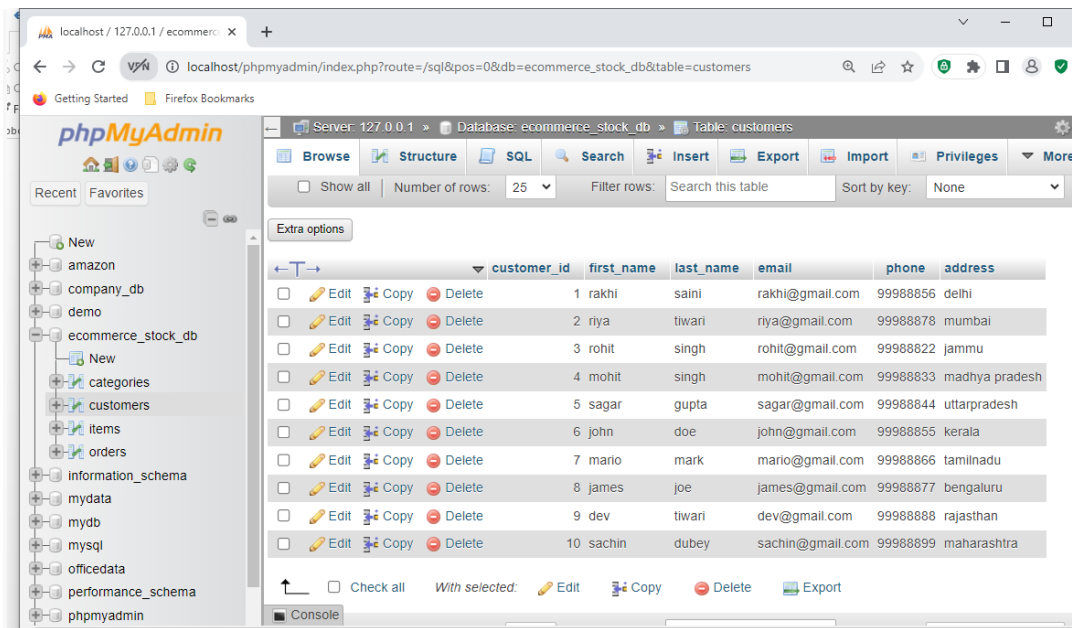 localhost / 127.0.0.1 / ecommerc
VPN localhost/phpmyadmin/index.php?route=/sql&pos=0&db=ecommerce_stock_db&table=customers
Getting Started Firefox Bookmarks
phpMyAdmin
Recent Favorites
New
amazon
company_db
demo
ecommerce_stock_db
New
categories
customers
items
orders
information_schema
mydata
mydb
mysql
officedata
performance_schema
phpmyadmin
Server: 127.0.0.1 » Database: ecommerce_stock_db » Table: customers
Browse Structure SQL Search Insert Export Import Privileges More
Show all Number of rows: 25 Filter rows: Search this table Sort by key: None
Extra options
customer_id first_name last_name email phone address
Edit Copy Delete 1 rakhi saini rakhi@gmail.com 99988856 delhi
Edit Copy Delete 2 riya tiwari riya@gmail.com 99988878 mumbai
Edit Copy Delete 3 rohit singh rohit@gmail.com 99988822 jammu
Edit Copy Delete 4 mohit singh mohit@gmail.com 99988833 madhya pradesh
Edit Copy Delete 5 sagar gupta sagar@gmail.com 99988844 uttarpradesh
Edit Copy Delete 6 john doe john@gmail.com 99988855 kerala
Edit Copy Delete 7 mario mark mario@gmail.com 99988866 tamilnadu
Edit Copy Delete 8 james joe james@gmail.com 99988877 bengaluru
Edit Copy Delete 9 dev tiwari dev@gmail.com 99988888 rajasthan
Edit Copy Delete 10 sachin dubey sachin@gmail.com 99988899 maharashtra
Check all With selected: Edit Copy Delete Export
Console